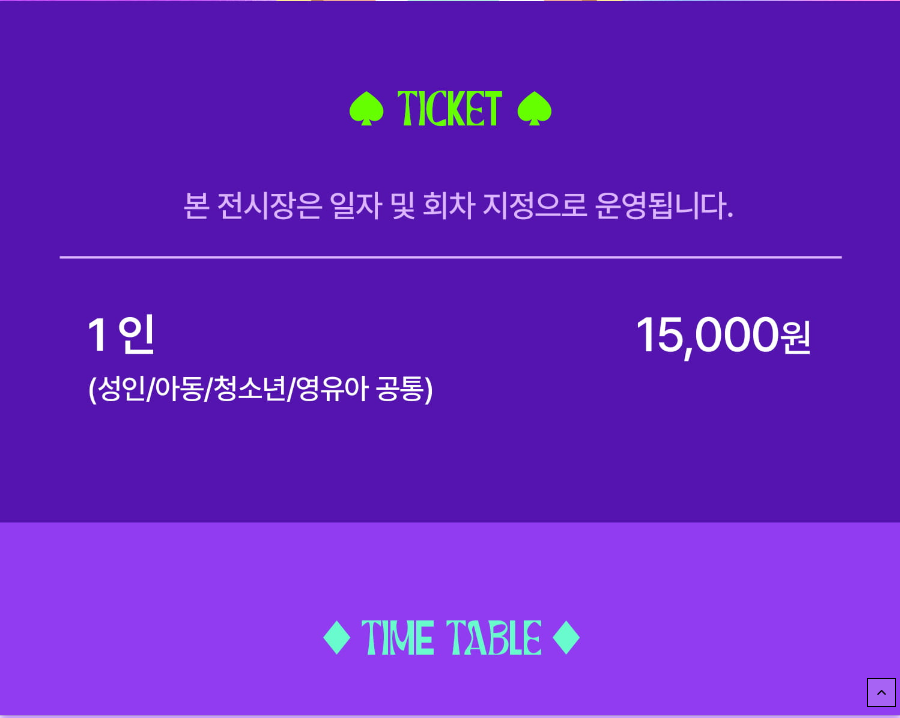 TICKET
본 전시장은 일자 및 회차 지정으로 운영됩니다.
1 인 15,000원
(성인/아동/청소년/영유아 공통)
TIME TABLE